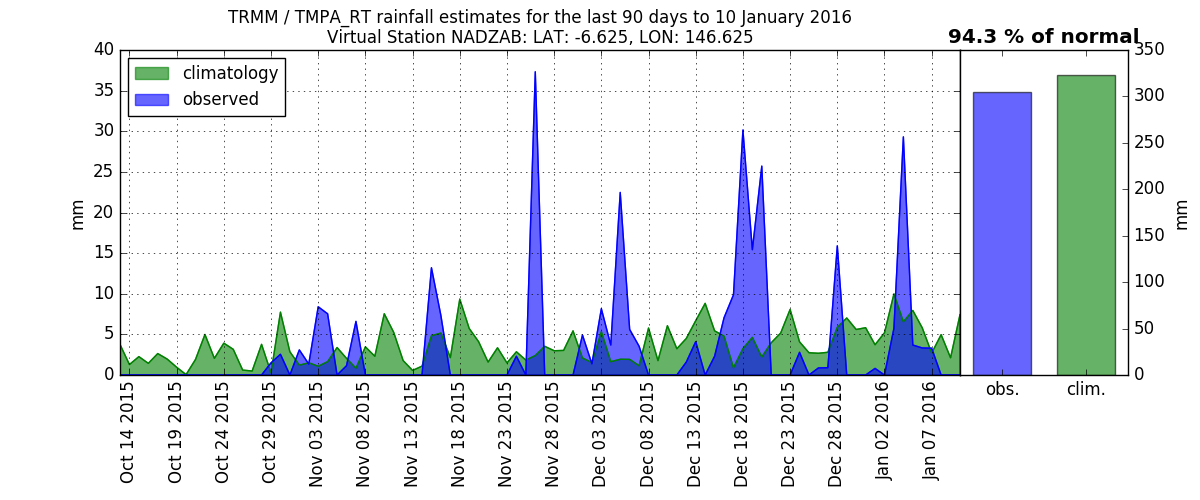 TRMM / TMPA_RT rainfall estimates for the last 90 days to 10 January 2016
Virtual Station NADZAB: LAT: -6.625, LON: 146.625
94.3 % of normal
climatology
observed
40
35
30
25
20
15
10
5
0
mm
350
300
250
200
150
100
50
0
mm
Oct 14 2015
Oct 19 2015
Oct 24 2015
Oct 29 2015
Nov 03 2015
Nov 08 2015
Nov 13 2015
Nov 18 2015
Nov 23 2015
Nov 28 2015
Dec 03 2015
Dec 08 2015
Dec 13 2015
Dec 18 2015
Dec 23 2015
Dec 28 2015
Jan 02 2016
Jan 07 2016
obs.
clim.